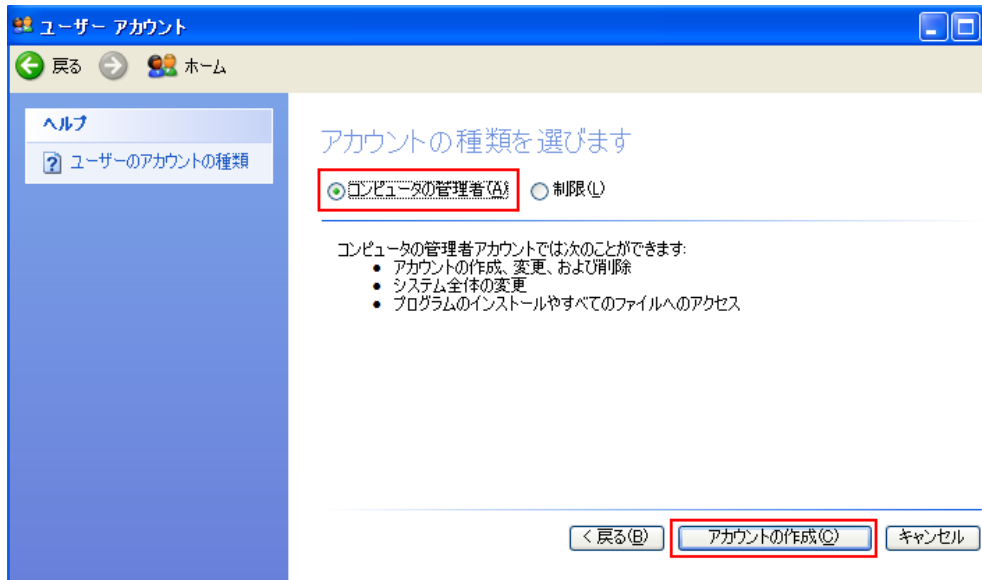 ユーザー アカウント
戻る ホーム
ヘルプ
ユーザーのアカウントの種類
アカウントの種類を選びます
コンピュータの管理者(A) 制限(L)
コンピュータの管理者アカウントでは次のことができます:
• アカウントの作成、変更、および削除
• システム全体の変更
• プログラムのインストールやすべてのファイルへのアクセス
< 戻る(B) アカウントの作成(C) キャンセル